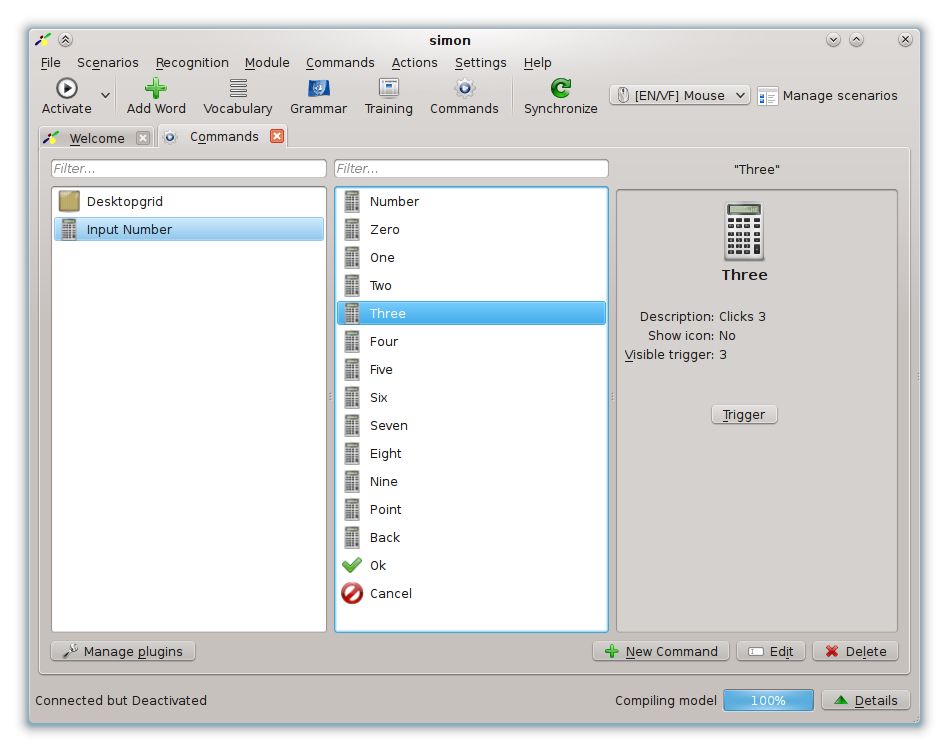 simon
File Scenarios Recognition Module Commands Actions Settings Help
Activate Add Word Vocabulary Grammar Training Commands Synchronize [EN/VF] Mouse Manage scenarios
Welcome Commands
Filter... Filter... "Three"
Desktopgrid
Input Number
Number
Zero
One
Two
Three
Four
Five
Six
Seven
Eight
Nine
Point
Back
Ok
Cancel
Three
Description: Clicks 3
Show icon: No
Visible trigger: 3
Trigger
Manage plugins New Command Edit Delete
Connected but Deactivated Compiling model 100% Details